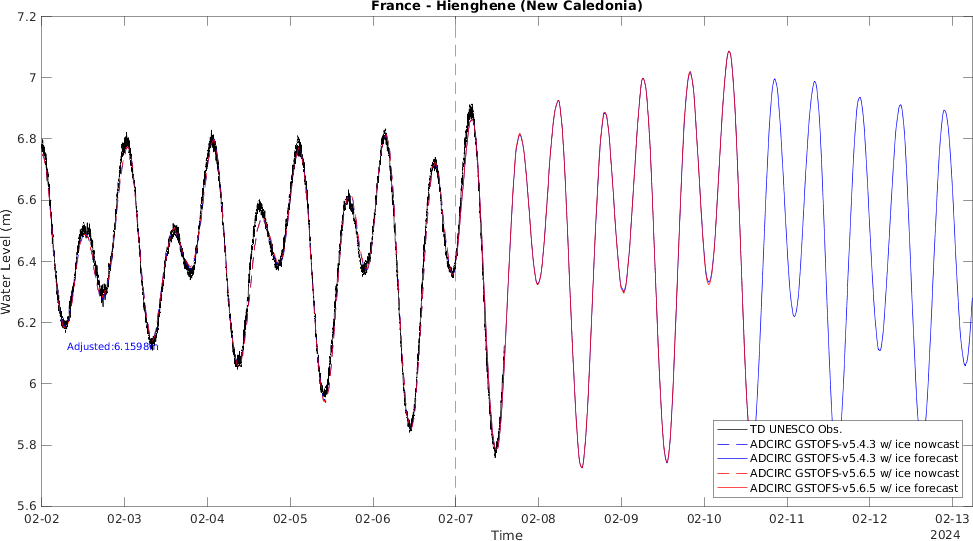 France - Hienghene (New Caledonia)
7.2
7
6.8
6.6
6.4
6.2
6
5.8
5.6
Water Level (m)
Adjusted:6.1598m
TD UNESCO Obs.
ADCIRC GSTOFS-v5.4.3 w/ ice nowcast
ADCIRC GSTOFS-v5.4.3 w/ ice forecast
ADCIRC GSTOFS-v5.6.5 w/ ice nowcast
ADCIRC GSTOFS-v5.6.5 w/ ice forecast
02-02 02-03 02-04 02-05 02-06 02-07 02-08 02-09 02-10 02-11 02-12 02-13
Time
2024